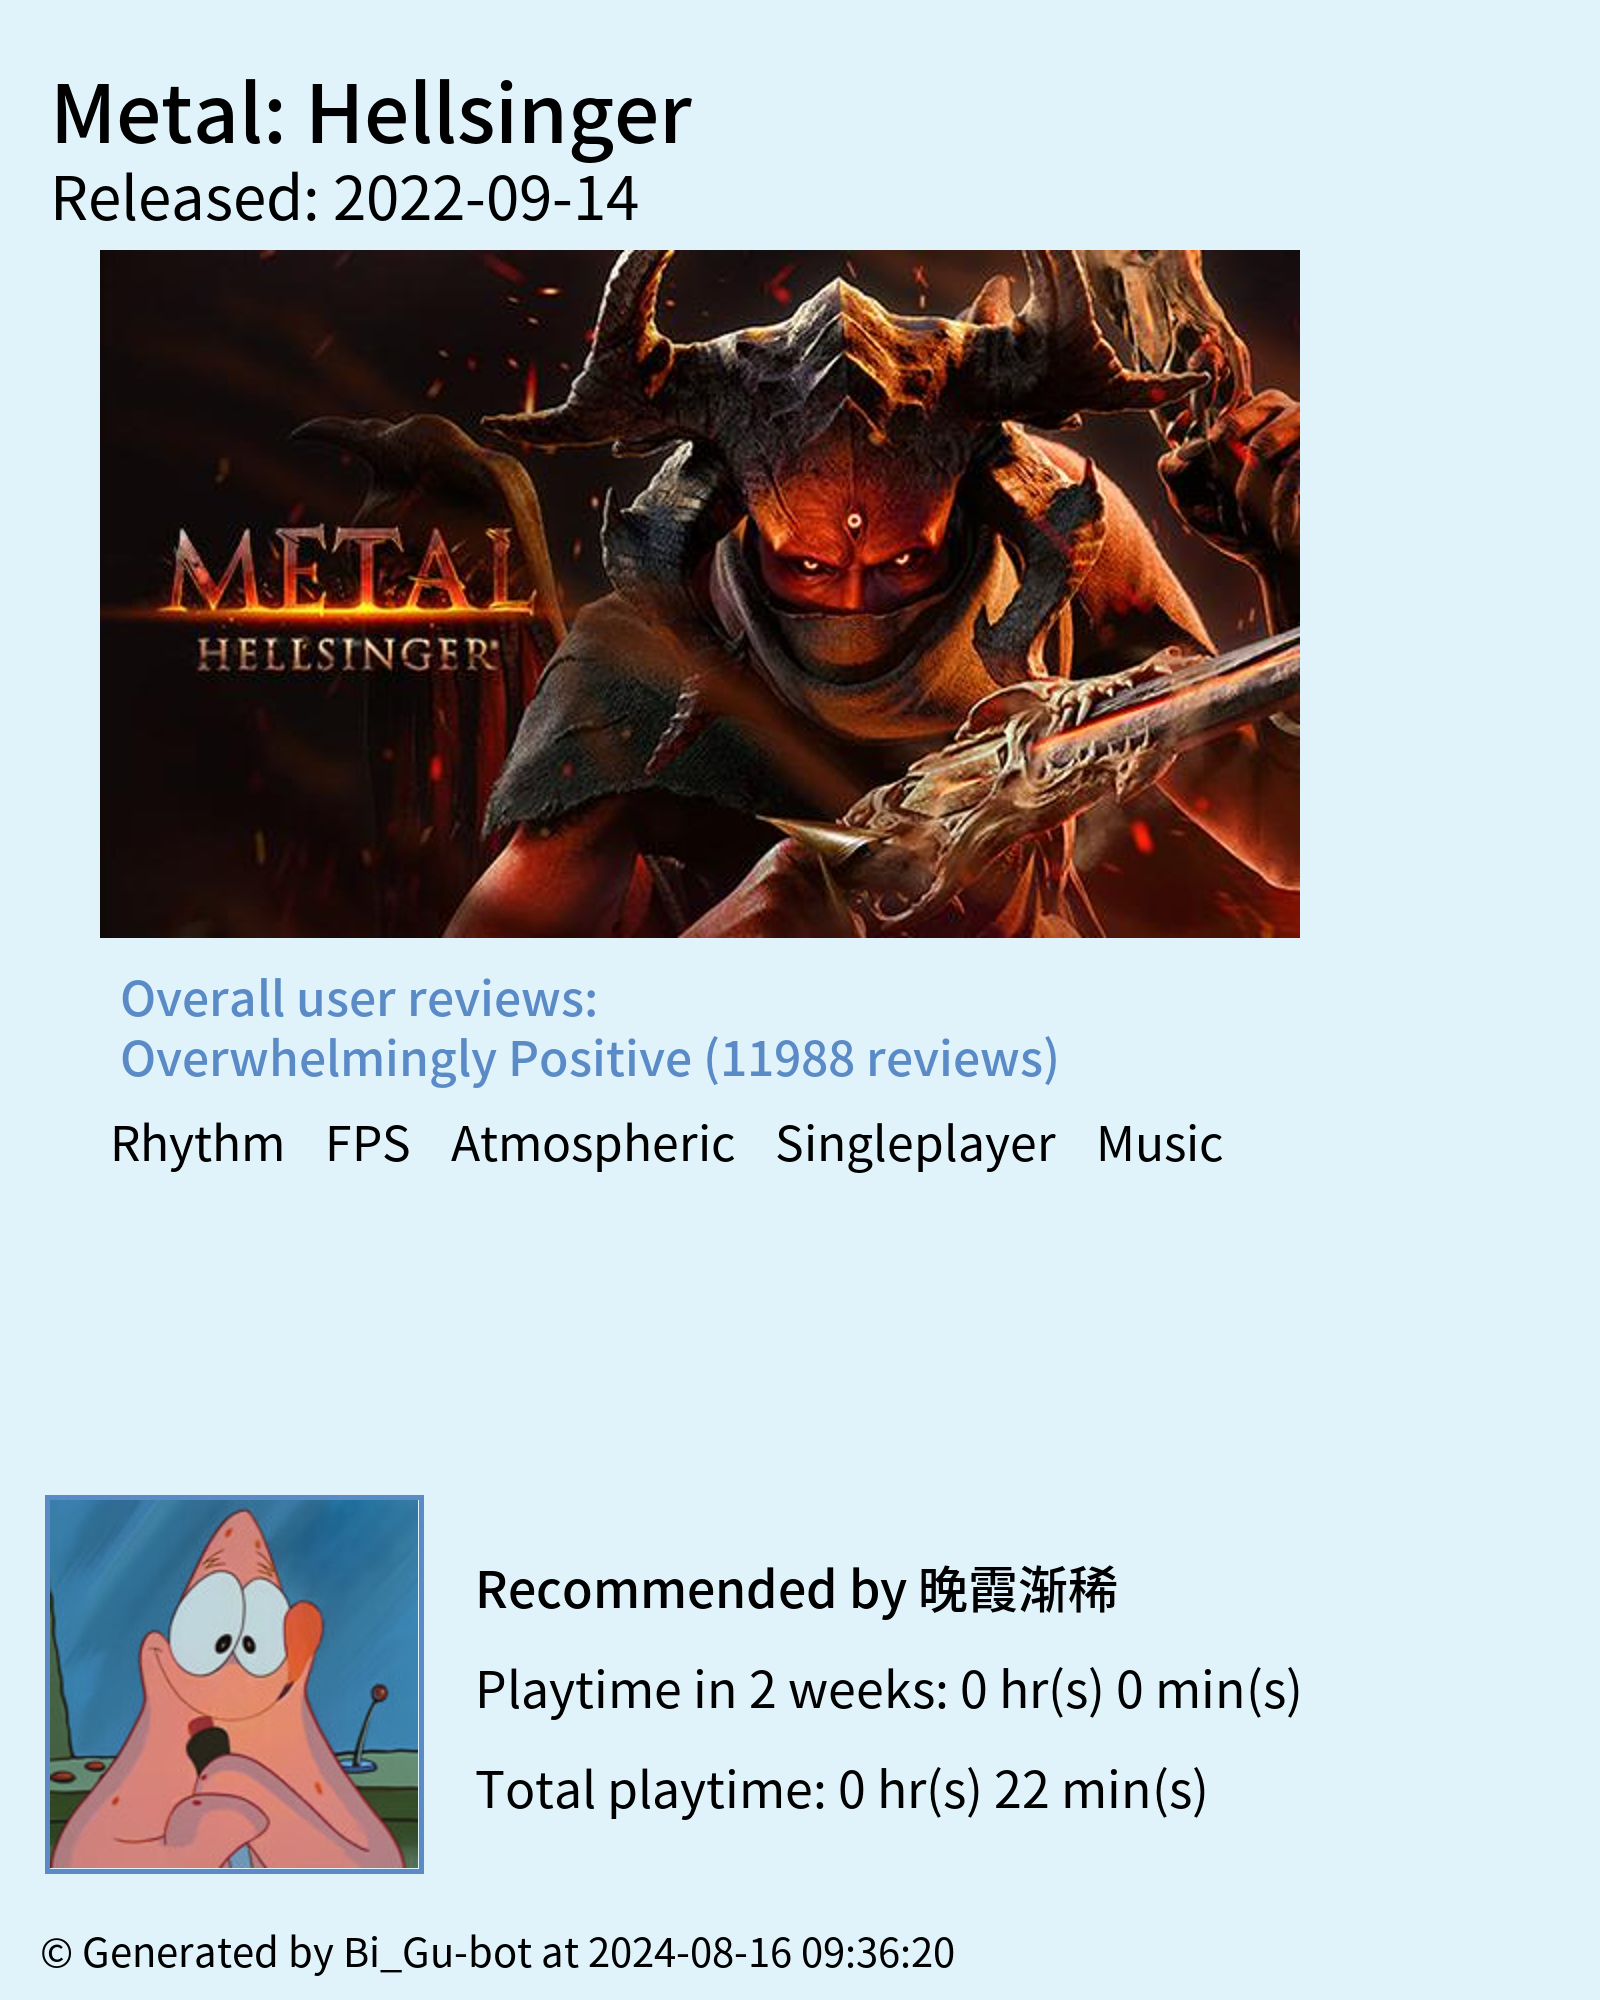 Metal: Hellsinger
Released: 2022-09-14
METAL
HELLSINGER
Overall user reviews:
Overwhelmingly Positive (11988 reviews)
Rhythm FPS Atmospheric Singleplayer Music
Recommended by 晚霞渐稀
Playtime in 2 weeks: 0 hr(s) 0 min(s)
Total playtime: 0 hr(s) 22 min(s)
© Generated by Bi_Gu-bot at 2024-08-16 09:36:20